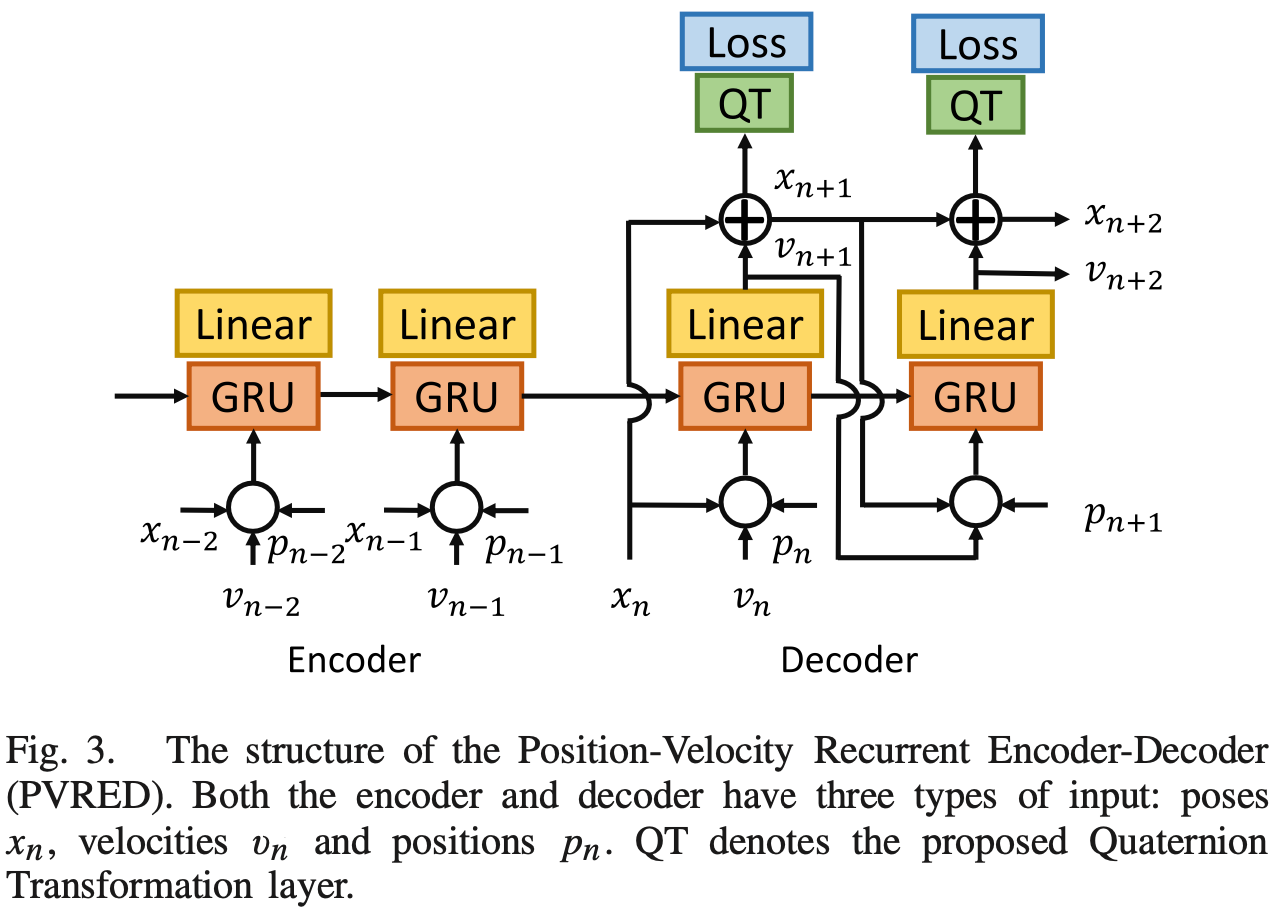 Loss Loss
QT QT
x_{n+1}
x_{n+2}
v_{n+1}
v_{n+2}
Linear Linear Linear Linear
GRU GRU GRU GRU
x_{n-2} p_{n-2} x_{n-1} p_{n-1} p_n p_{n+1}
v_{n-2} v_{n-1} x_n v_n
Encoder Decoder
Fig. 3. The structure of the Position-Velocity Recurrent Encoder-Decoder
(PVRED). Both the encoder and decoder have three types of input: poses
x_n, velocities v_n and positions p_n. QT denotes the proposed Quaternion
Transformation layer.